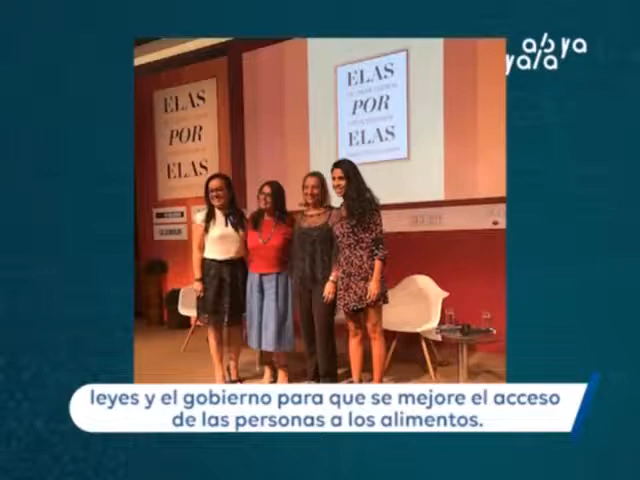 abya
yala
ELAS
POR
ELAS
ELAS
POR
ELAS
leyes y el gobierno para que se mejore el acceso
de las personas a los alimentos.